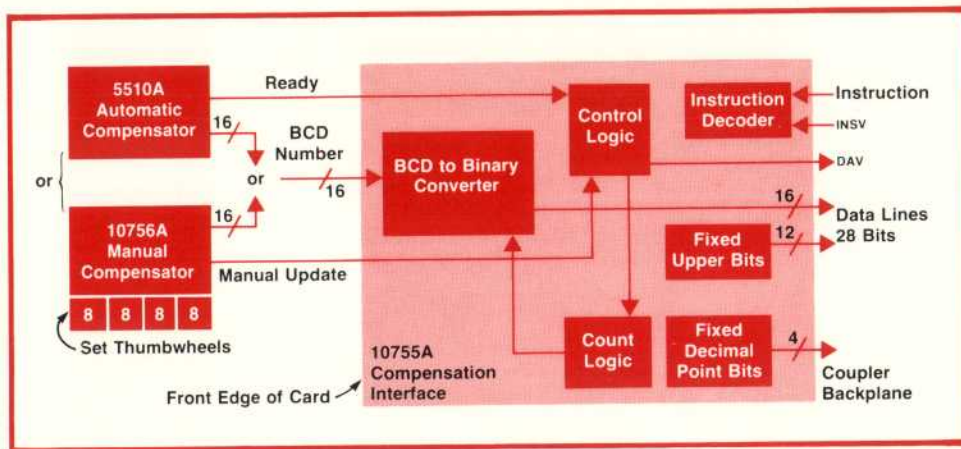 5510A
Automatic
Compensator
Ready
16
BCD
Number
or
16
or
10756A
Manual
Compensator
16
Manual Update
8 8 8 8
Set Thumbwheels
Front Edge of Card
10755A
Compensation
Interface
BCD to Binary
Converter
Control
Logic
Count
Logic
Instruction
Decoder
Instruction
INSV
DAV
16
Data Lines
28 Bits
12
Fixed
Upper Bits
Fixed
Decimal
Point Bits
4
Coupler
Backplane